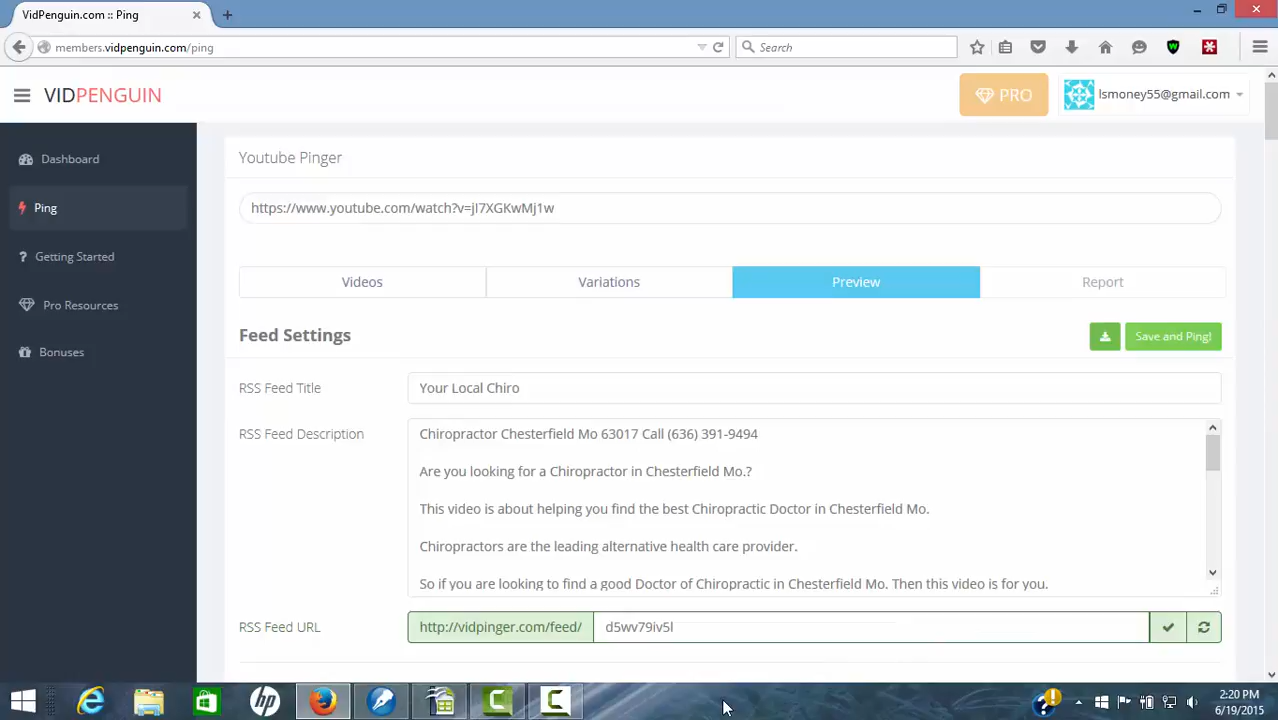 VidPenguin.com :: Ping
members.vidpenguin.com/ping
Search
VIDPENGUIN
PRO
lsmoney55@gmail.com
Dashboard
Ping
Getting Started
Pro Resources
Bonuses
Youtube Pinger
https://www.youtube.com/watch?v=jI7XGKwMj1w
Videos
Variations
Preview
Report
Feed Settings
Save and Ping!
RSS Feed Title
Your Local Chiro
RSS Feed Description
Chiropractor Chesterfield Mo 63017 Call (636) 391-9494
Are you looking for a Chiropractor in Chesterfield Mo.?
This video is about helping you find the best Chiropractic Doctor in Chesterfield Mo.
Chiropractors are the leading alternative health care provider.
So if you are looking to find a good Doctor of Chiropractic in Chesterfield Mo. Then this video is for you.
RSS Feed URL
http://vidpinger.com/feed/
d5wv79iv5l
2:20 PM
6/19/2015